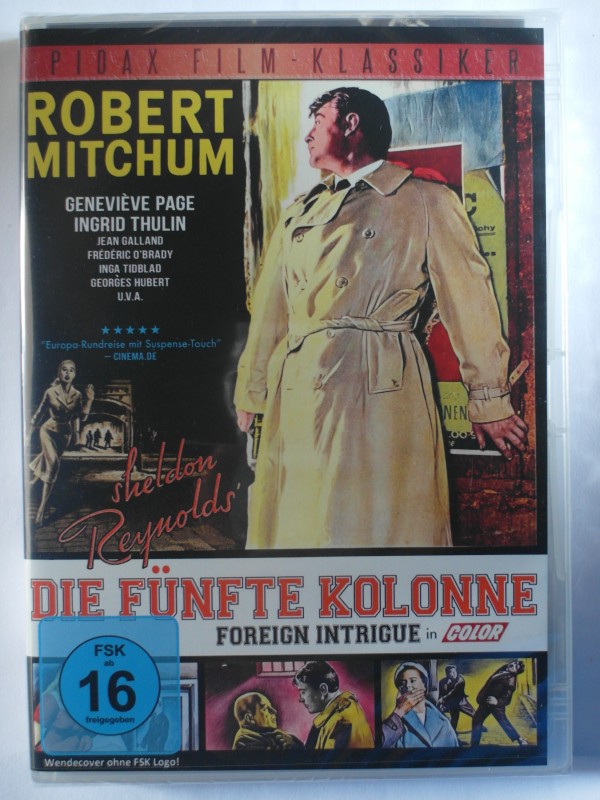 PIDAX FILM-KLASSIKER
ROBERT
MITCHUM
GENEVIÈVE PAGE
INGRID THULIN
JEAN GALLAND
FRÉDÉRIC O'BRADY
INGA TIDBLAD
GEORGES HUBERT
U.V.A.
★★★★★
"Europa-Rundreise mit Suspense-Touch"
– CINEMA.DE
sheldon
Reynolds'
DIE FÜNFTE KOLONNE
FOREIGN INTRIGUE in COLOR
FSK
ab
16
freigegeben
Wendecover ohne FSK Logo!